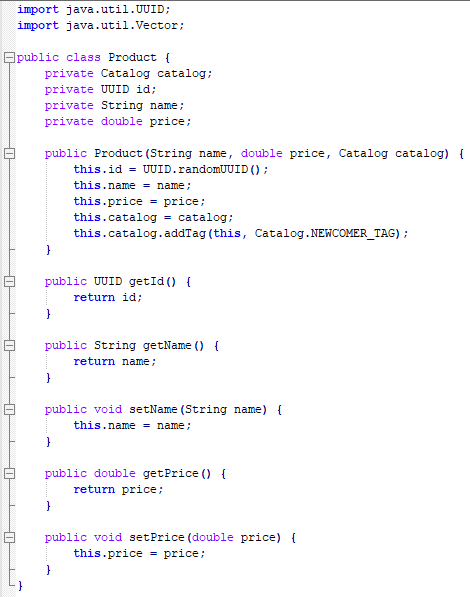 import java.util.UUID;
import java.util.Vector;
public class Product {
private Catalog catalog;
private UUID id;
private String name;
private double price;
public Product(String name, double price, Catalog catalog) {
this.id = UUID.randomUUID();
this.name = name;
this.price = price;
this.catalog = catalog;
this.catalog.addTag(this, Catalog.NEWCOMER_TAG);
}
public UUID getId() {
return id;
}
public String getName() {
return name;
}
public void setName(String name) {
this.name = name;
}
public double getPrice() {
return price;
}
public void setPrice(double price) {
this.price = price;
}
}